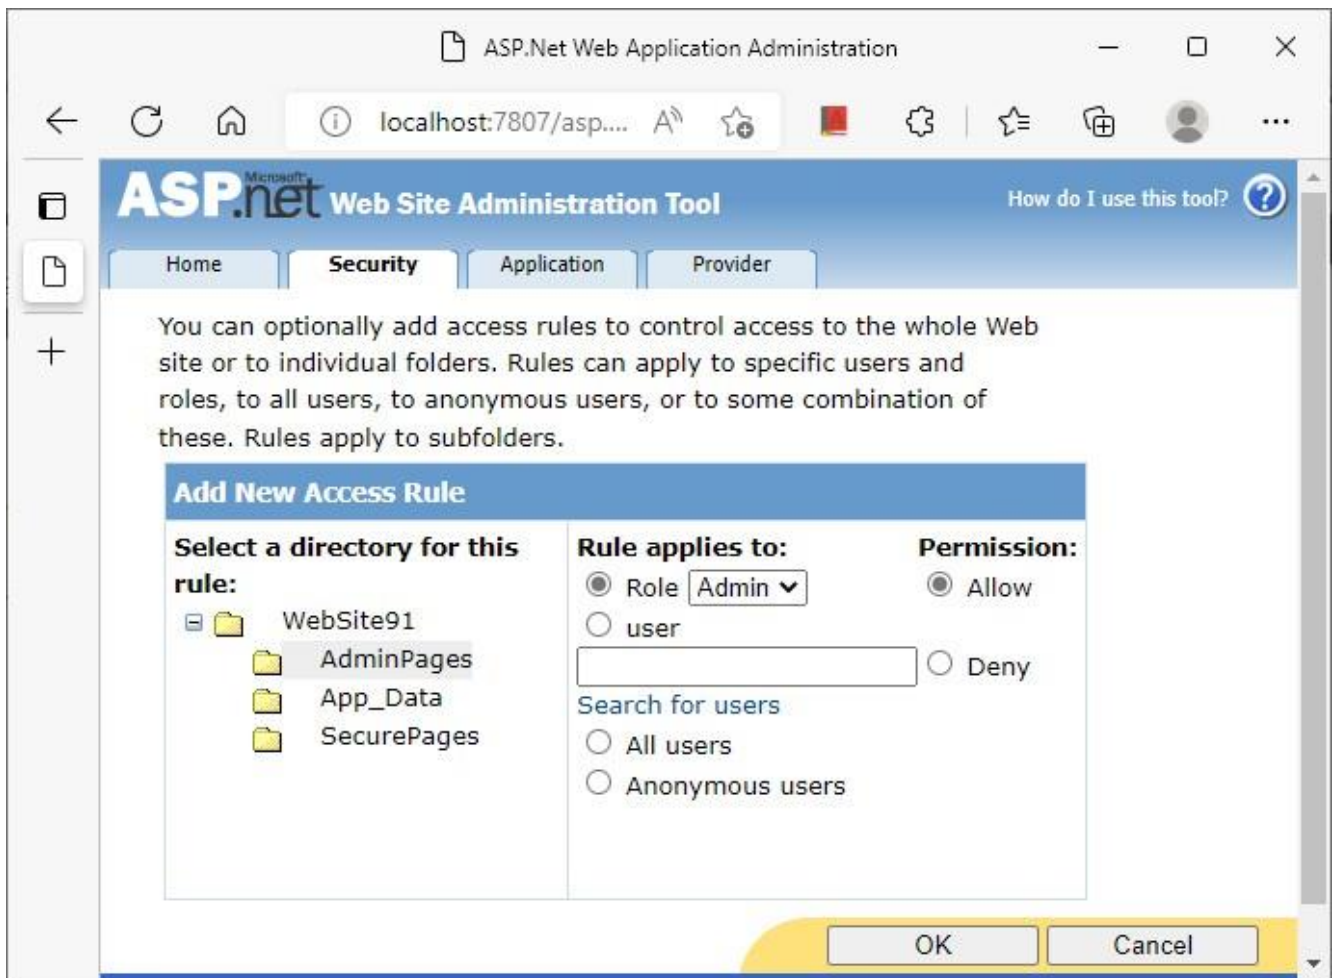 ASP.Net Web Application Administration
localhost:7807/asp....
Microsoft
ASP.net Web Site Administration Tool
How do I use this tool? ?
Home Security Application Provider
You can optionally add access rules to control access to the whole Web
site or to individual folders. Rules can apply to specific users and
roles, to all users, to anonymous users, or to some combination of
these. Rules apply to subfolders.
Add New Access Rule
Select a directory for this
rule:
WebSite91
AdminPages
App_Data
SecurePages
Rule applies to:
Role Admin
user
Search for users
All users
Anonymous users
Permission:
Allow
Deny
OK Cancel